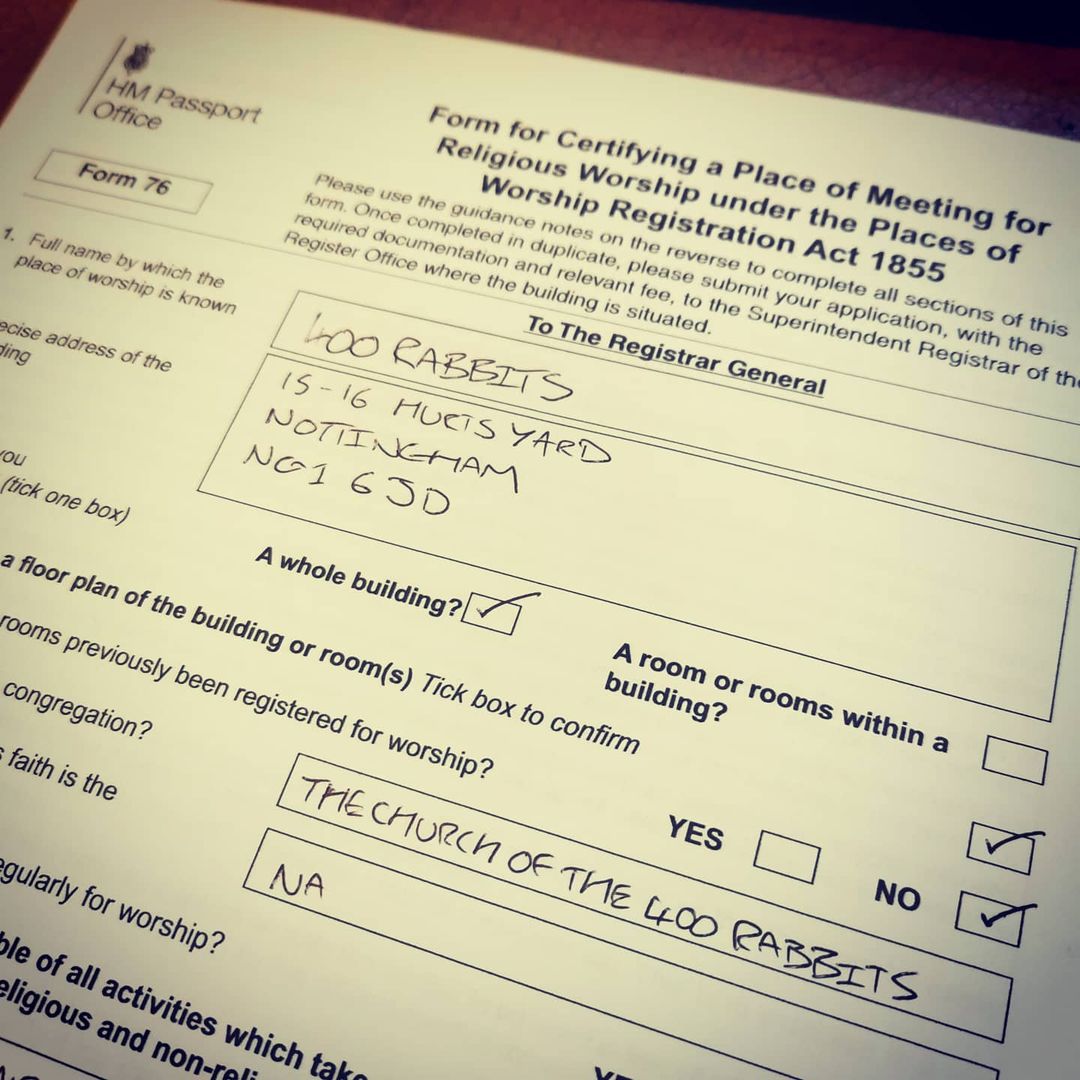 HM Passport
Office
Form 76
Form for Certifying a Place of Meeting for
Religious Worship under the Places of
Worship Registration Act 1855
Please use the guidance notes on the reverse to complete all sections of this
form. Once completed in duplicate, please submit your application, with the
required documentation and relevant fee, to the Superintendent Registrar of the
Register Office where the building is situated.
To The Registrar General
1. Full name by which the
place of worship is known
400 RABBITS
ecise address of the
ding
15-16 HURTS YARD
NOTTINGHAM
NG1 6JD
you
(tick one box)
A whole building?
A room or rooms within a
building?
a floor plan of the building or room(s) Tick box to confirm
rooms previously been registered for worship?
YES
NO
congregation?
THE CHURCH OF THE 400 RABBITS
s faith is the
NA
egularly for worship?
ble of all activities which take
eligious and non-reli